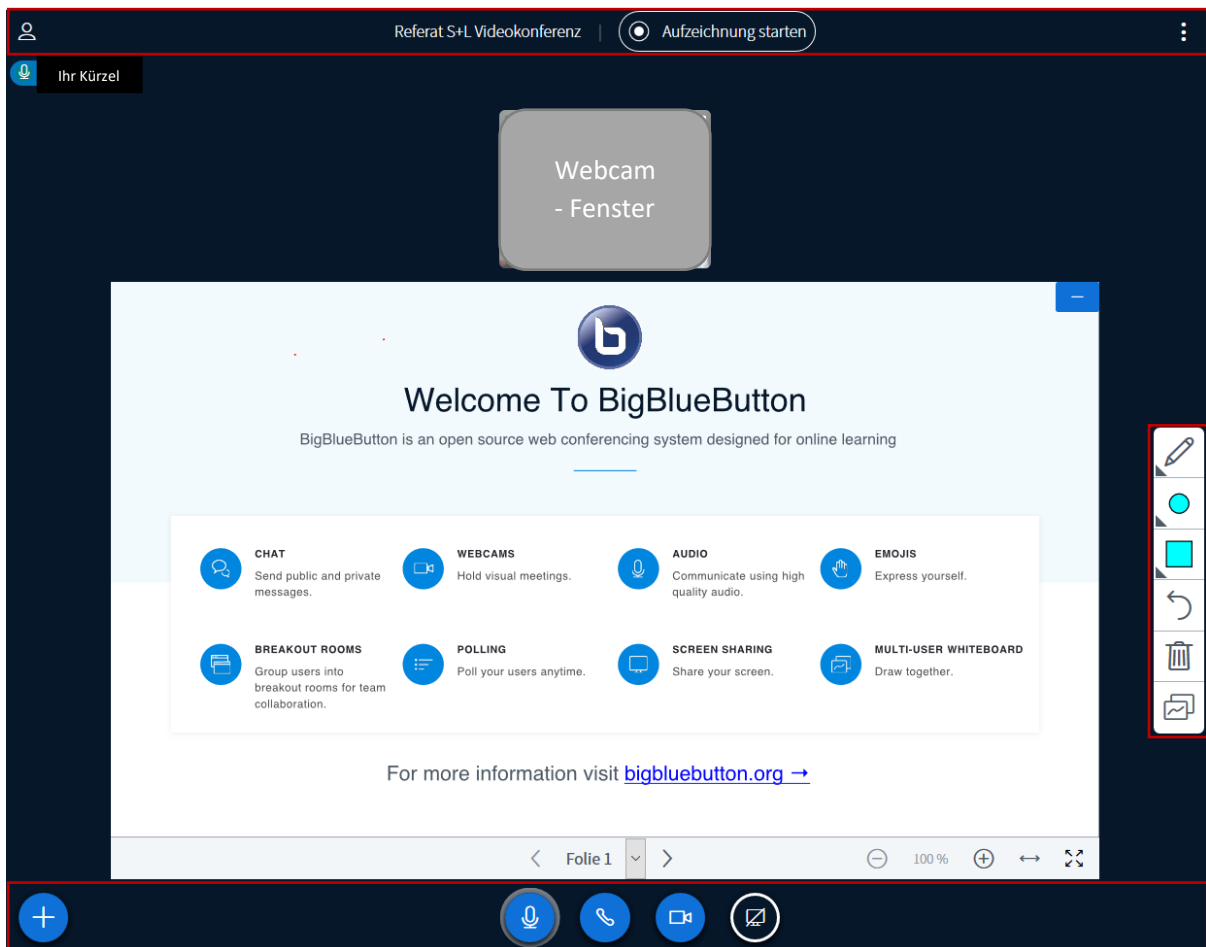 Referat S+L Videokonferenz | Aufzeichnung starten
Ihr Kürzel
Webcam
- Fenster
Welcome To BigBlueButton
BigBlueButton is an open source web conferencing system designed for online learning
CHAT
Send public and private
messages.
WEBCAMS
Hold visual meetings.
AUDIO
Communicate using high
quality audio.
EMOJIS
Express yourself.
BREAKOUT ROOMS
Group users into
breakout rooms for team
collaboration.
POLLING
Poll your users anytime.
SCREEN SHARING
Share your screen.
MULTI-USER WHITEBOARD
Draw together.
For more information visit bigbluebutton.org →
Folie 1
100 %